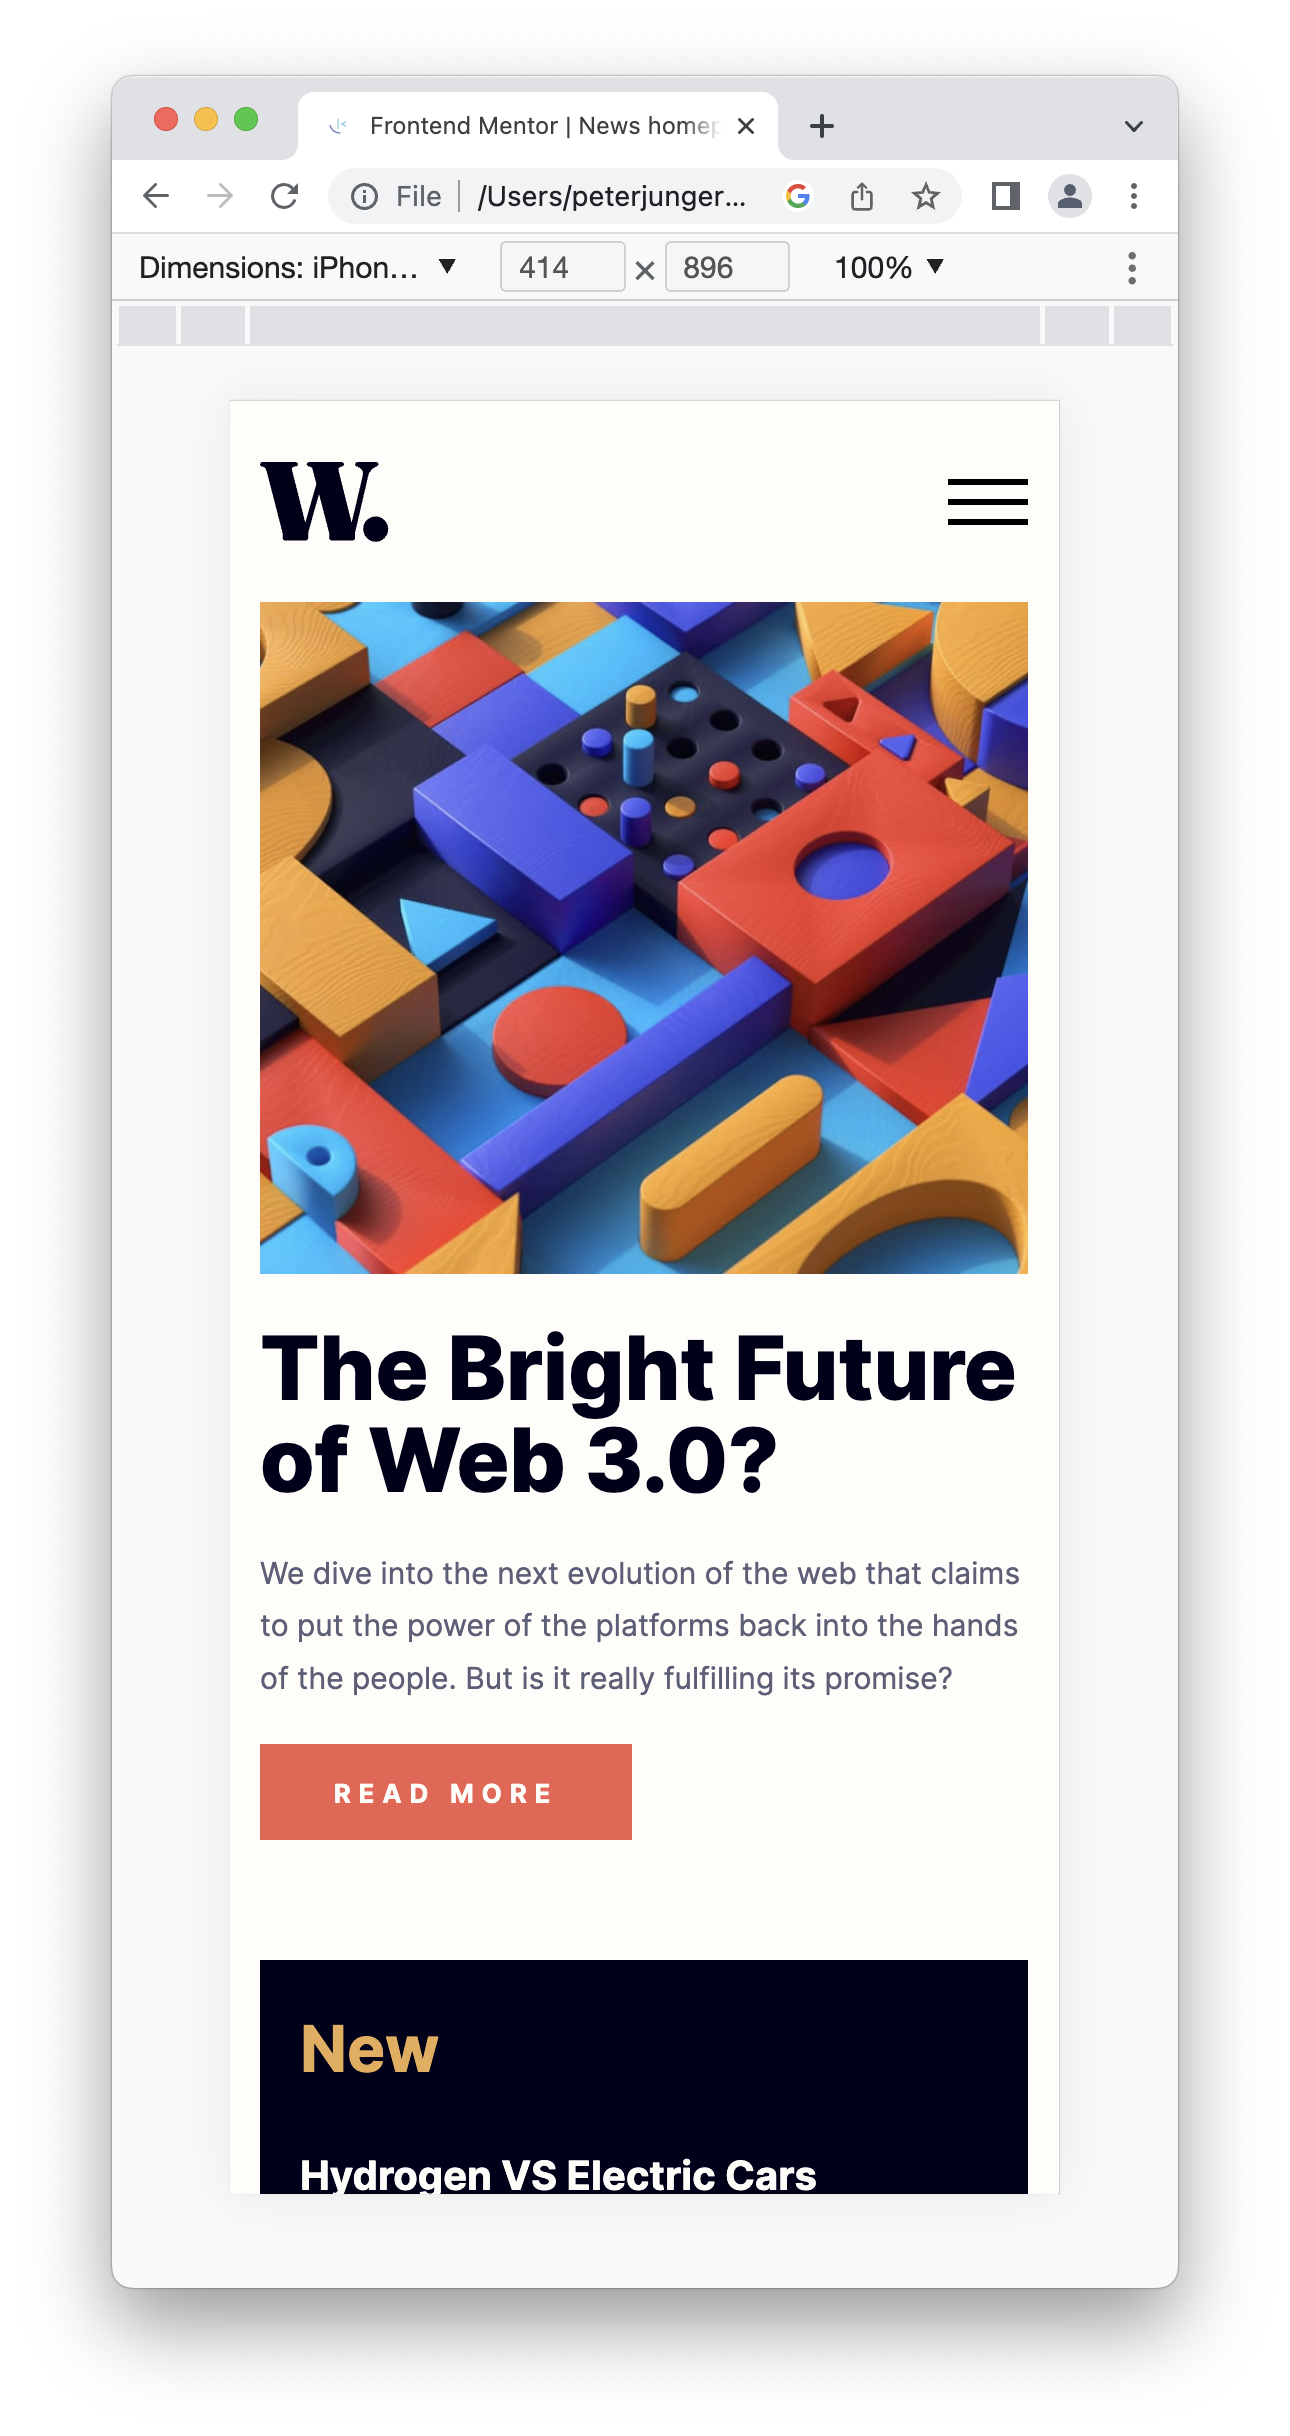 Frontend Mentor | News homep
File /Users/peterjunger...
Dimensions: iPhon... 414 × 896 100%
W.
The Bright Future
of Web 3.0?
We dive into the next evolution of the web that claims
to put the power of the platforms back into the hands
of the people. But is it really fulfilling its promise?
READ MORE
New
Hydrogen VS Electric Cars